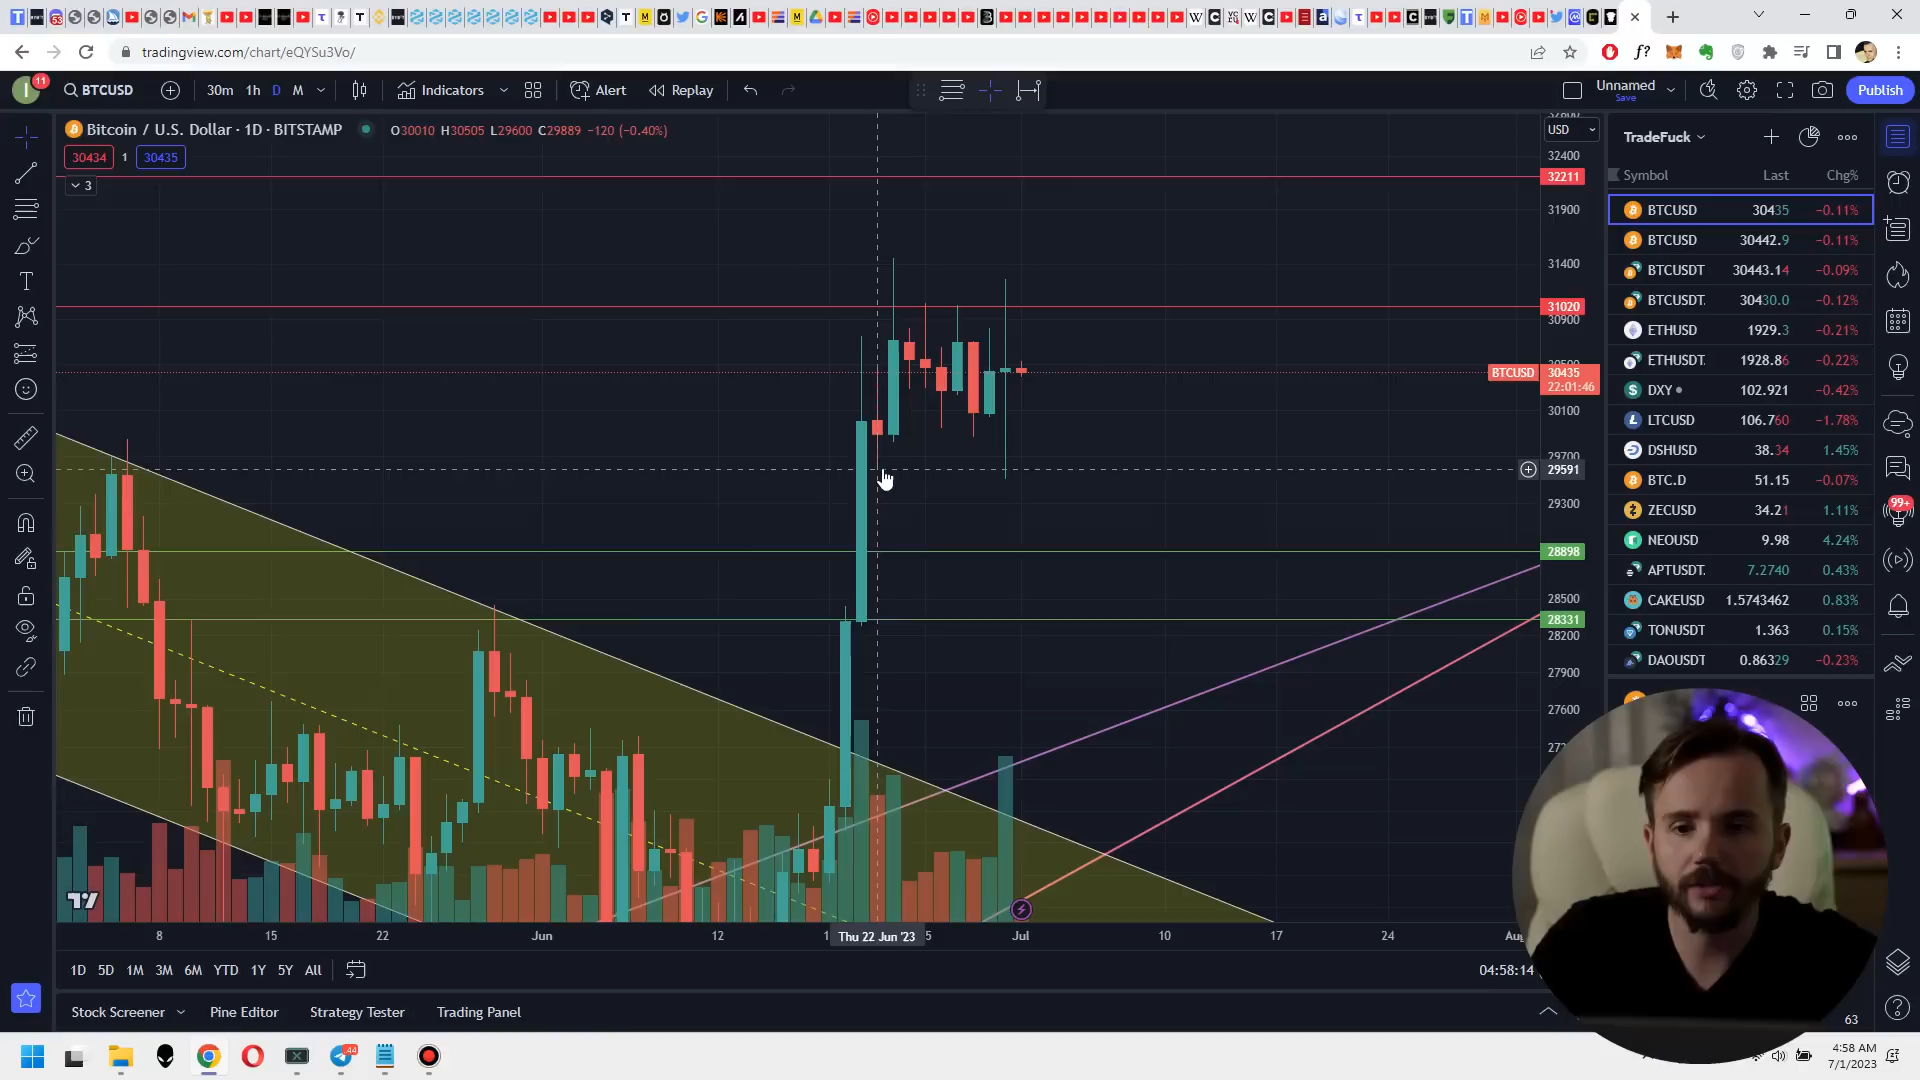 tradingview.com/chart/eQYSu3Vo/
11
BTCUSD
30m
1h
D
M
Indicators
Alert
Replay
Unnamed
Save
Publish
Bitcoin / U.S. Dollar · 1D · BITSTAMP
O30010 H30505 L29600 C29889 −120 (−0.40%)
30434
1
30435
3
USD
32400
32211
31900
31400
31020
30900
BTCUSD
30435
22:01:46
30100
29700
29591
29300
28898
28500
28331
28200
27900
27600
8
15
22
Jun
12
Thu 22 Jun '23
Jul
10
17
24
TradeFuck
Symbol Last Chg%
BTCUSD 30435 −0.11%
BTCUSD 30442.9 −0.11%
BTCUSDT 30443.14 −0.09%
BTCUSDT. 30430.0 −0.12%
ETHUSD 1929.3 −0.21%
ETHUSDT. 1928.86 −0.22%
DXY 102.921 −0.42%
LTCUSD 106.760 −1.78%
DSHUSD 38.34 1.45%
BTC.D 51.15 −0.07%
ZECUSD 34.21 1.11%
NEOUSD 9.98 4.24%
APTUSDT. 7.2740 0.43%
CAKEUSD 1.5743462 0.83%
TONUSDT 1.363 0.15%
DAOUSDT 0.86329 −0.23%
99+
1D 5D 1M 3M 6M YTD 1Y 5Y All
04:58:14
Stock Screener
Pine Editor
Strategy Tester
Trading Panel
63
44
4:58 AM
7/1/2023